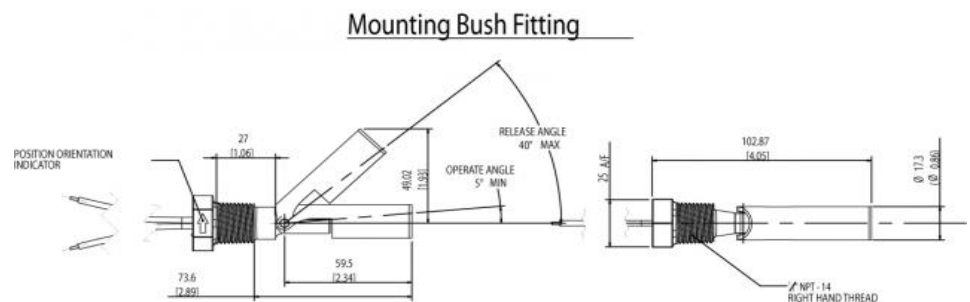 Mounting Bush Fitting
POSITION ORIENTATION
INDICATOR
27
[1.06]
RELEASE ANGLE
40° MAX
OPERATE ANGLE
5° MIN
49.02
[1.93]
59.5
[2.34]
73.6
[2.89]
102.87
[4.05]
25 A/F
Ø 17.3
(Ø 0.86)
NPT - 14
RIGHT HAND THREAD